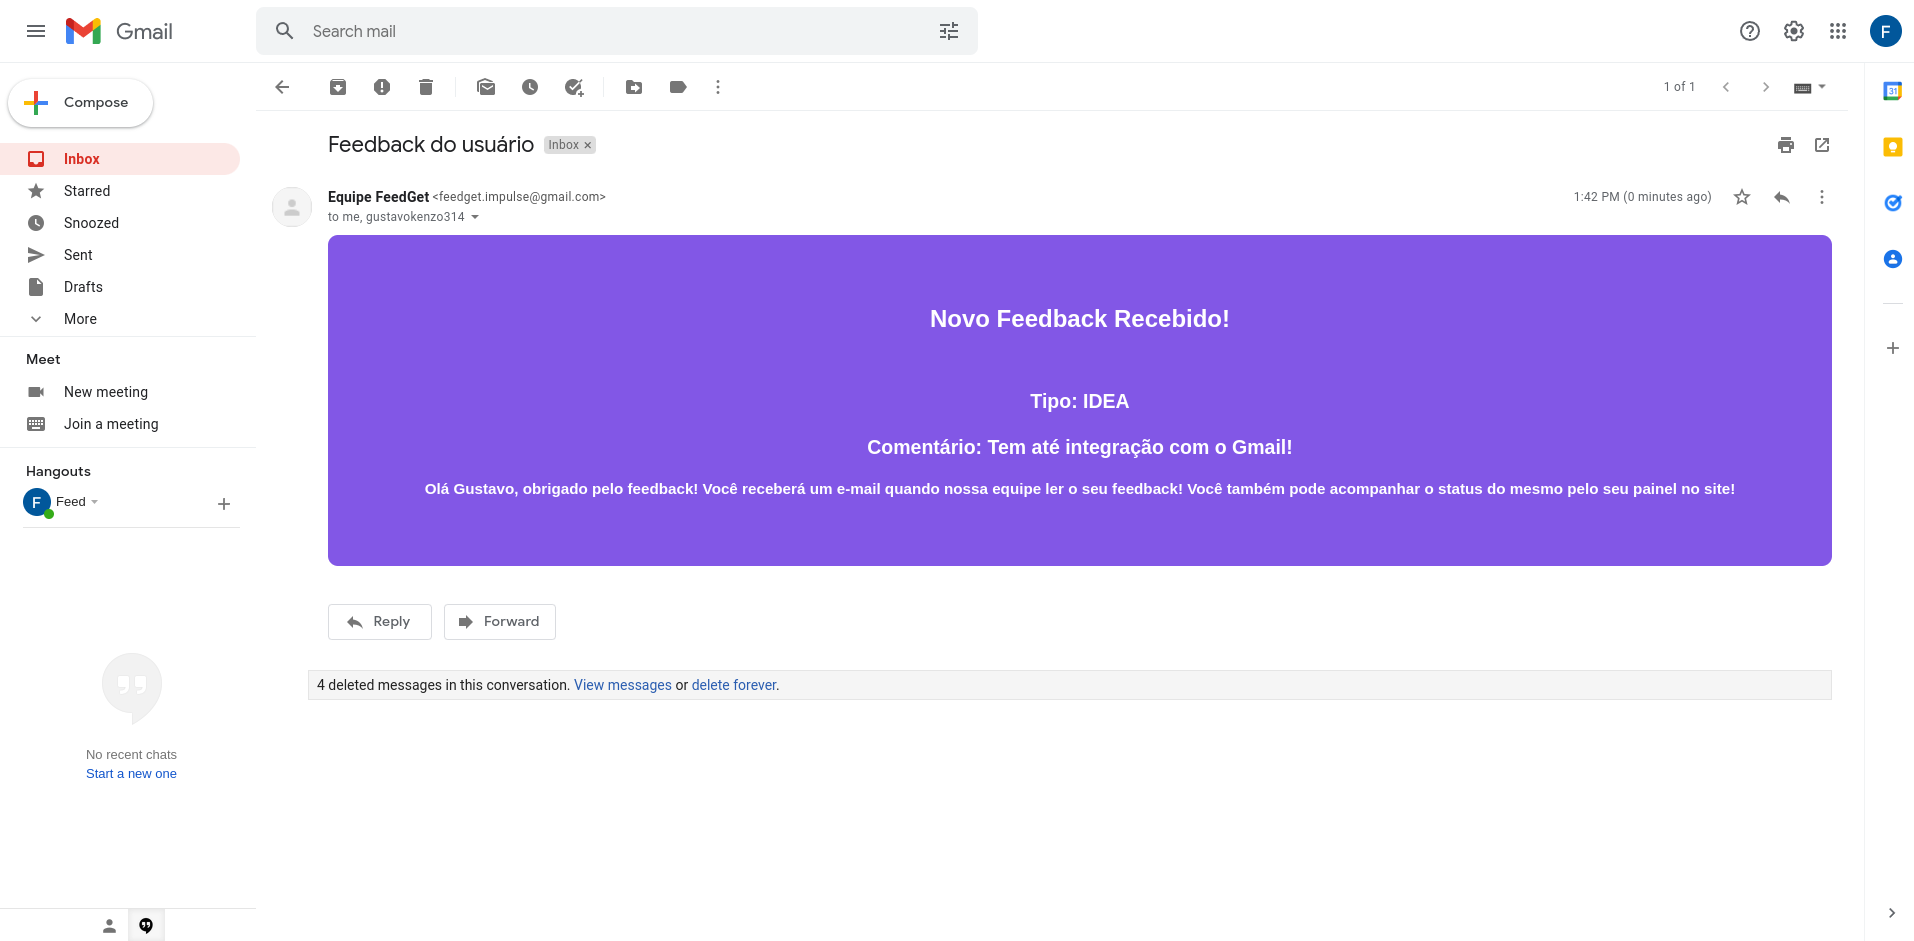 Gmail
Search mail
F
Compose
1 of 1
31
Feedback do usuário
Inbox ×
Inbox
Starred
Snoozed
Sent
Drafts
More
Equipe FeedGet <feedget.impulse@gmail.com>
1:42 PM (0 minutes ago)
to me, gustavokenzo314
Novo Feedback Recebido!
Tipo: IDEA
Comentário: Tem até integração com o Gmail!
Olá Gustavo, obrigado pelo feedback! Você receberá um e-mail quando nossa equipe ler o seu feedback! Você também pode acompanhar o status do mesmo pelo seu painel no site!
Meet
New meeting
Join a meeting
Hangouts
F Feed
Reply
Forward
4 deleted messages in this conversation. View messages or delete forever.
No recent chats
Start a new one